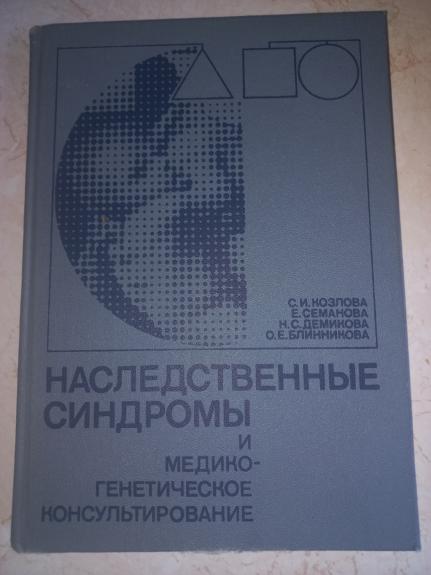 С.И.КОЗЛОВА
Е.СЕМАНОВА
Н.С.ДЕМИКОВА
О.Е.БЛИННИКОВА
НАСЛЕДСТВЕННЫЕ
СИНДРОМЫ
И
МЕДИКО-
ГЕНЕТИЧЕСКОЕ
КОНСУЛЬТИРОВАНИЕ